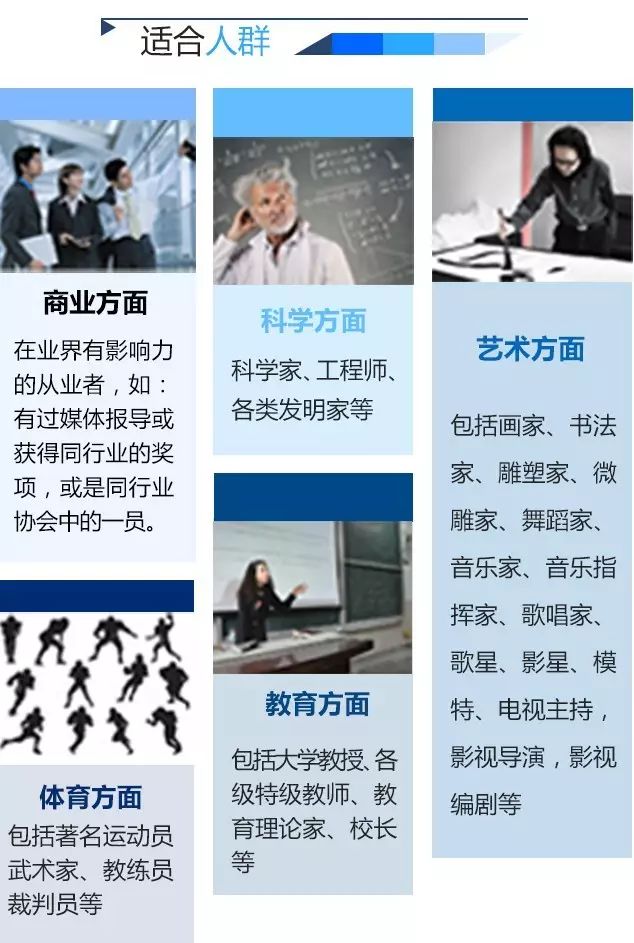 适合人群
商业方面
在业界有影响力
的从业者，如：
有过媒体报导或
获得同行业的奖
项，或是同行业
协会中的一员。
科学方面
科学家、工程师、
各类发明家等
艺术方面
包括画家、书法
家、雕塑家、微
雕家、舞蹈家、
音乐家、音乐指
挥家、歌唱家、
歌星、影星、模
特、电视主持，
影视导演，影视
编剧等
体育方面
包括著名运动员
武术家、教练员
裁判员等
教育方面
包括大学教授、各
级特级教师、教
育理论家、校长
等